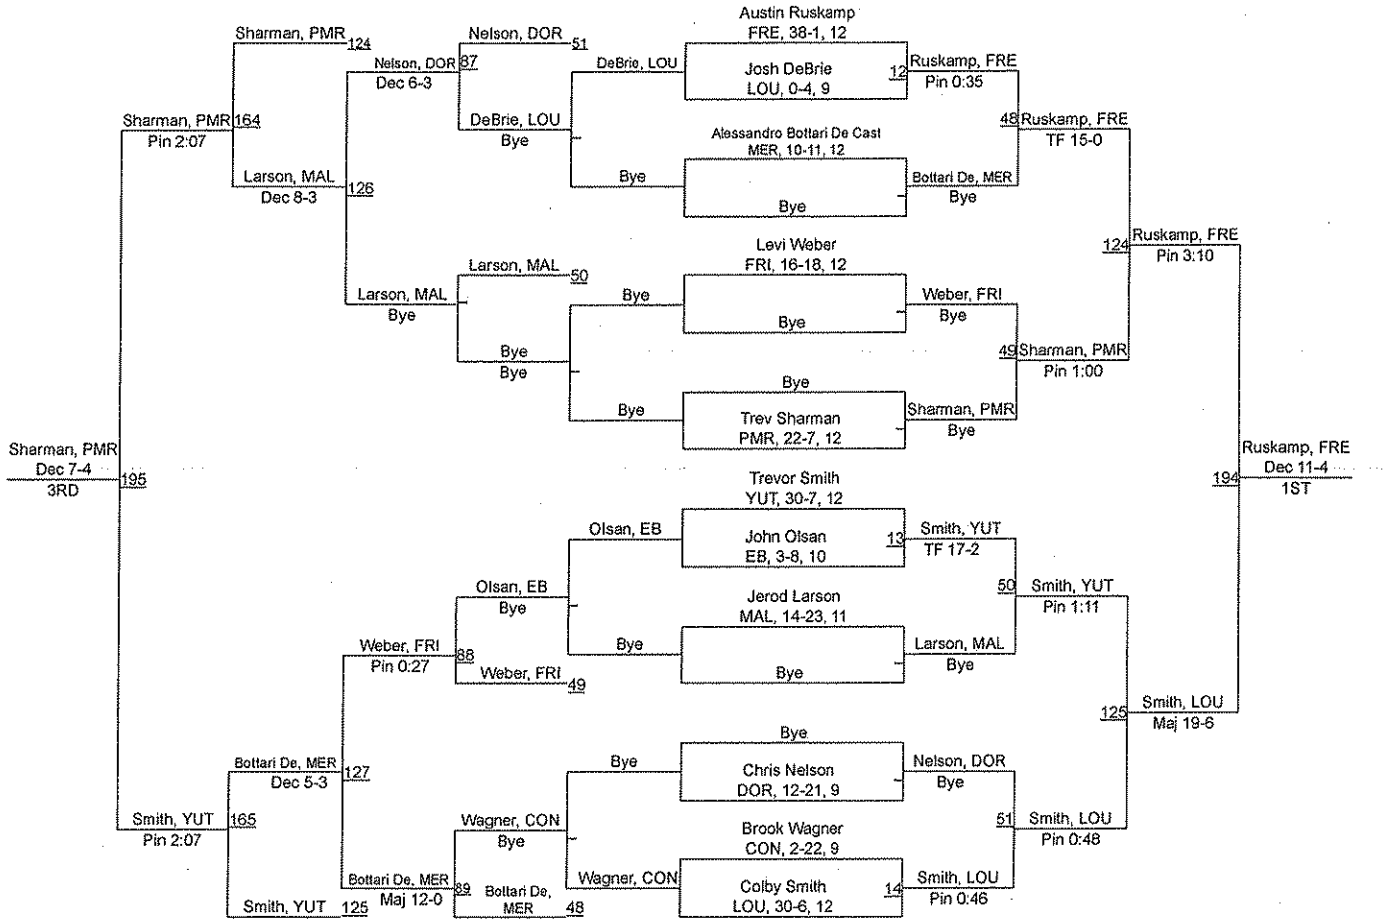 Austin Ruskamp
FRE, 38-1, 12
Sharman, PMR
124
Nelson, DOR
51
Nelson, DOR
87
Dec 6-3
DeBrie, LOU
Josh DeBrie
LOU, 0-4, 9
12
Ruskamp, FRE
Pin 0:35
Sharman, PMR
164
Pin 2:07
DeBrie, LOU
Bye
48
Ruskamp, FRE
TF 15-0
Alessandro Bottari De Cast
MER, 10-11, 12
Larson, MAL
Dec 8-3
126
Bye
Bye
Bottari De, MER
Bye
Levi Weber
FRI, 16-18, 12
124
Ruskamp, FRE
Pin 3:10
Larson, MAL
50
Larson, MAL
Bye
Bye
Bye
Weber, FRI
Bye
Bye
Bye
49
Sharman, PMR
Pin 1:00
Bye
Bye
Trev Sharman
PMR, 22-7, 12
Sharman, PMR
Bye
Sharman, PMR
Dec 7-4
3RD
195
Trevor Smith
YUT, 30-7, 12
194
Ruskamp, FRE
Dec 11-4
1ST
Olsan, EB
John Olsan
EB, 3-8, 10
13
Smith, YUT
TF 17-2
Olsan, EB
Bye
Jerod Larson
MAL, 14-23, 11
50
Smith, YUT
Pin 1:11
Weber, FRI
Pin 0:27
88
Weber, FRI
49
Bye
Bye
Larson, MAL
Bye
125
Smith, LOU
Maj 19-6
Bye
Bottari De, MER
Dec 5-3
127
Bye
Chris Nelson
DOR, 12-21, 9
Nelson, DOR
Bye
Smith, YUT
Pin 2:07
165
Wagner, CON
Bye
Brook Wagner
CON, 2-22, 9
51
Smith, LOU
Pin 0:48
Bottari De, MER
Maj 12-0
89
Wagner, CON
Colby Smith
LOU, 30-6, 12
14
Smith, LOU
Pin 0:46
Smith, YUT
125
Bottari De,
MER
48